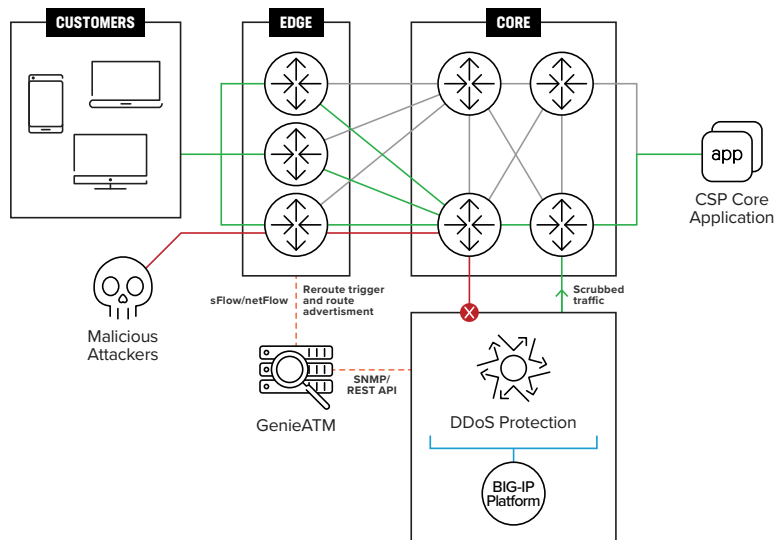 CUSTOMERS
EDGE
CORE
app
CSP Core
Application
Malicious
Attackers
sFlow/netFlow
Reroute trigger
and route
advertisment
Scrubbed
traffic
GenieATM
SNMP/
REST API
DDoS Protection
BIG-IP
Platform